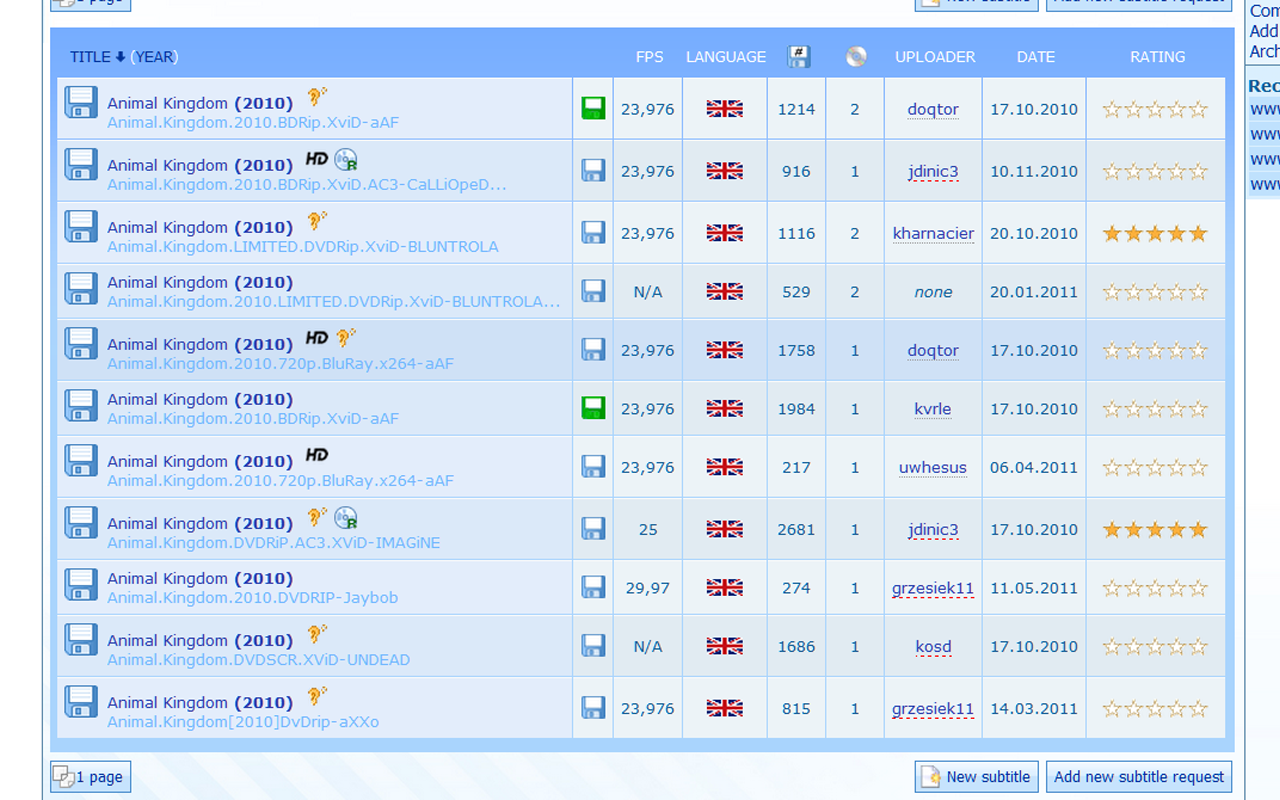 TITLE (YEAR) FPS LANGUAGE # UPLOADER DATE RATING
Animal Kingdom (2010)
Animal.Kingdom.2010.BDRip.XviD-aAF
23,976 1214 2 doqtor 17.10.2010
Animal Kingdom (2010) HD R
Animal.Kingdom.2010.BDRip.XviD.AC3-CaLLiOpeD...
23,976 916 1 jdinic3 10.11.2010
Animal Kingdom (2010)
Animal.Kingdom.LIMITED.DVDRip.XviD-BLUNTROLA
23,976 1116 2 kharnacier 20.10.2010
Animal Kingdom (2010)
Animal.Kingdom.2010.LIMITED.DVDRip.XviD-BLUNTROLA...
N/A 529 2 none 20.01.2011
Animal Kingdom (2010) HD
Animal.Kingdom.2010.720p.BluRay.x264-aAF
23,976 1758 1 doqtor 17.10.2010
Animal Kingdom (2010)
Animal.Kingdom.2010.BDRip.XviD-aAF
23,976 1984 1 kvrle 17.10.2010
Animal Kingdom (2010) HD
Animal.Kingdom.2010.720p.BluRay.x264-aAF
23,976 217 1 uwhesus 06.04.2011
Animal Kingdom (2010) R
Animal.Kingdom.DVDRiP.AC3.XViD-IMAGiNE
25 2681 1 jdinic3 17.10.2010
Animal Kingdom (2010)
Animal.Kingdom.2010.DVDRIP-Jaybob
29,97 274 1 grzesiek11 11.05.2011
Animal Kingdom (2010)
Animal.Kingdom.DVDSCR.XViD-UNDEAD
N/A 1686 1 kosd 17.10.2010
Animal Kingdom (2010)
Animal.Kingdom[2010]DvDrip-aXXo
23,976 815 1 grzesiek11 14.03.2011
1 page New subtitle Add new subtitle request
Add